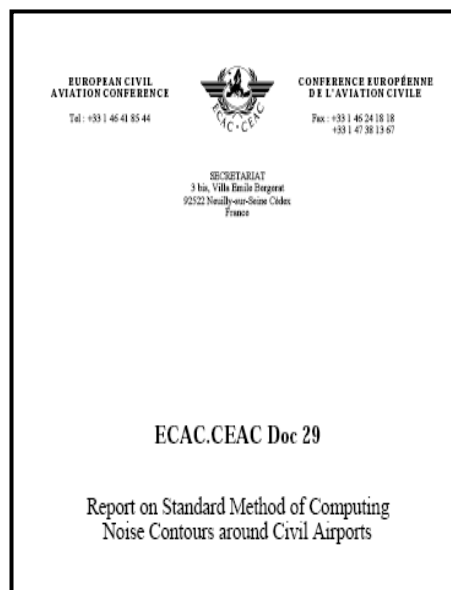 EUROPEAN CIVIL
AVIATION CONFERENCE
Tel : +33 1 46 41 85 44
ECAC • CEAC
CONFERENCE EUROPÉENNE
DE L'AVIATION CIVILE
Fax : +33 1 46 24 18 18
+33 1 47 38 13 67
SECRETARIAT
3 bis, Villa Emile Bergerat
92522 Neuilly-sur-Seine Cédex
France
ECAC.CEAC Doc 29
Report on Standard Method of Computing
Noise Contours around Civil Airports